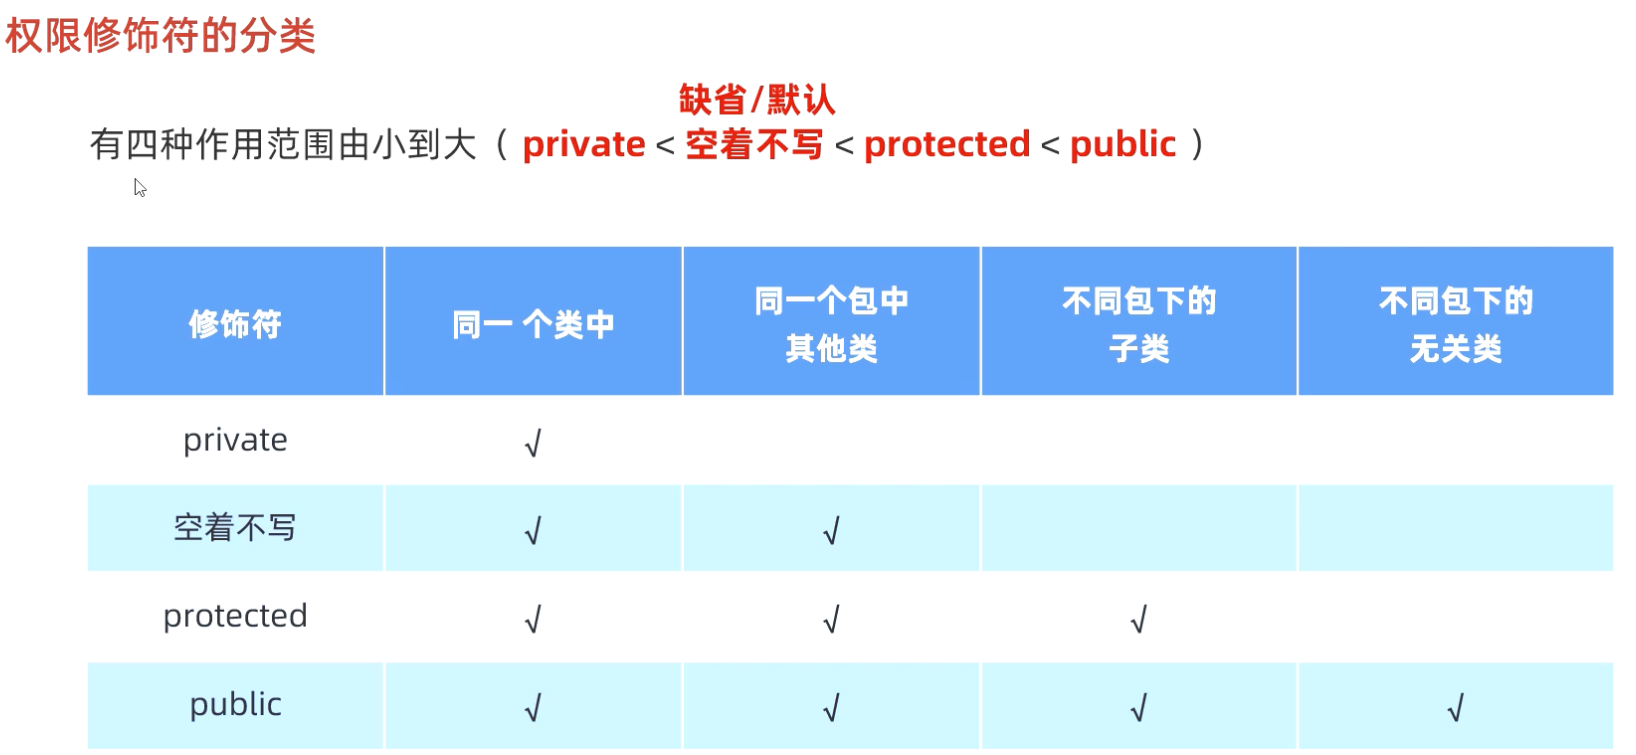 权限修饰符的分类
缺省/默认
有四种作用范围由小到大（ private < 空着不写 < protected < public ）
修饰符 同一 个类中 同一个包中其他类 不同包下的子类 不同包下的无关类
private √
空着不写 √ √
protected √ √ √
public √ √ √ √